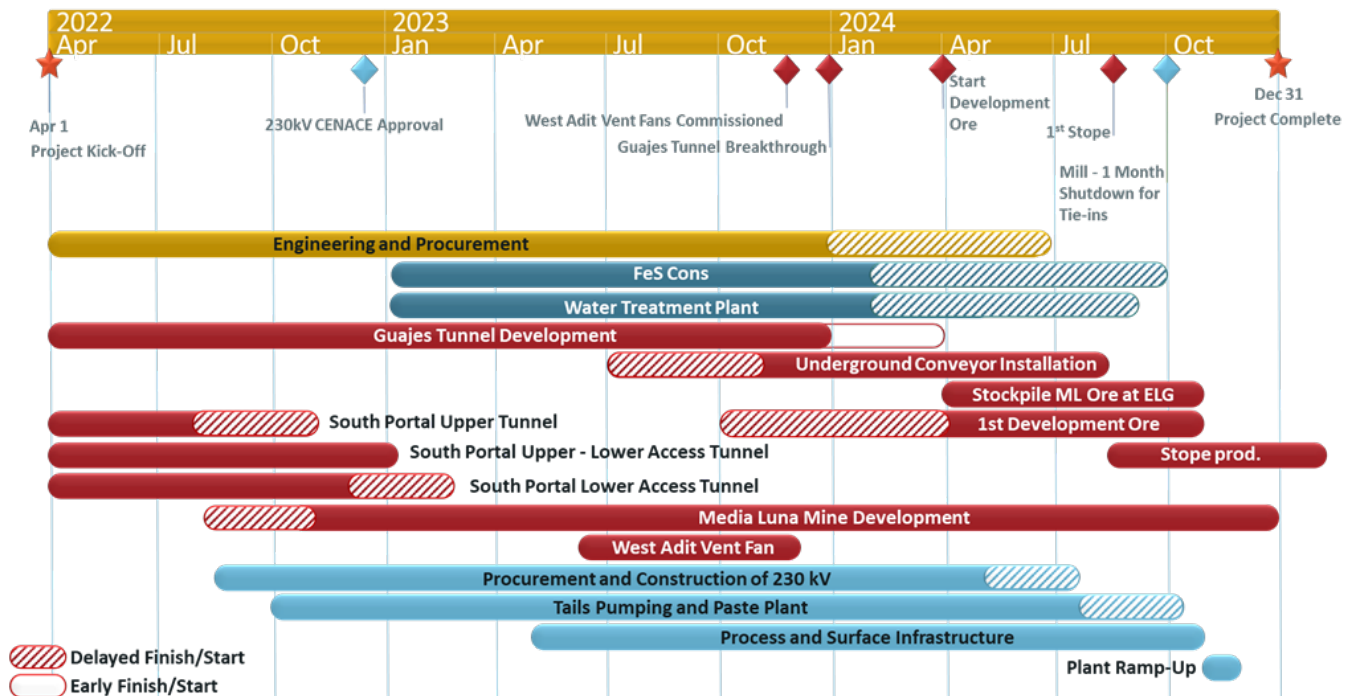 2022 2023 2024
Apr Jul Oct Jan Apr Jul Oct Jan Apr Jul Oct
Apr 1
Project Kick-Off
230kV CENACE Approval
West Adit Vent Fans Commissioned
Guajes Tunnel Breakthrough
Start
Development
Ore
1st Stope
Mill - 1 Month
Shutdown for
Tie-ins
Dec 31
Project Complete
Engineering and Procurement
FeS Cons
Water Treatment Plant
Guajes Tunnel Development
Underground Conveyor Installation
Stockpile ML Ore at ELG
South Portal Upper Tunnel
1st Development Ore
South Portal Upper - Lower Access Tunnel
Stope prod.
South Portal Lower Access Tunnel
Media Luna Mine Development
West Adit Vent Fan
Procurement and Construction of 230 kV
Tails Pumping and Paste Plant
Process and Surface Infrastructure
Plant Ramp-Up
Delayed Finish/Start
Early Finish/Start